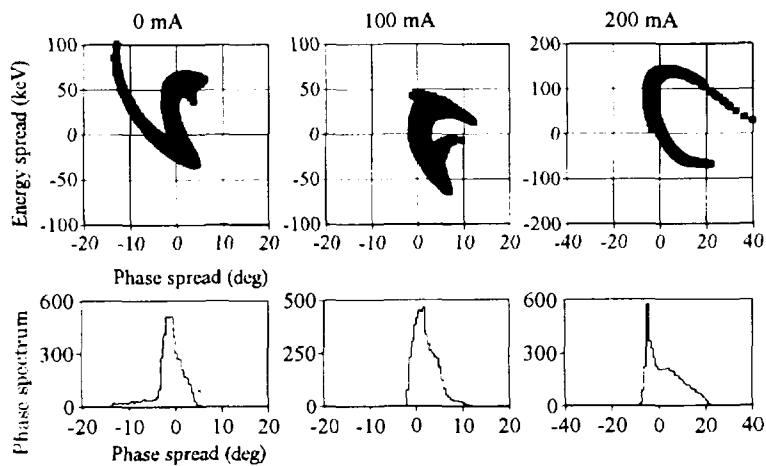 0 mA 100 mA 200 mA
Energy spread (keV)
100 100 200
50 50 100
0 0 0
-50 -50 -100
-100 -100 -200
-20 -10 0 10 20 -20 -10 0 10 20 -40 -20 0 20 40
Phase spread (deg)
Phase spectrum
600 500 600
300 250 300
0 0 0
-20 -10 0 10 20 -20 -10 0 10 20 -40 -20 0 20 40
Phase spread (deg)